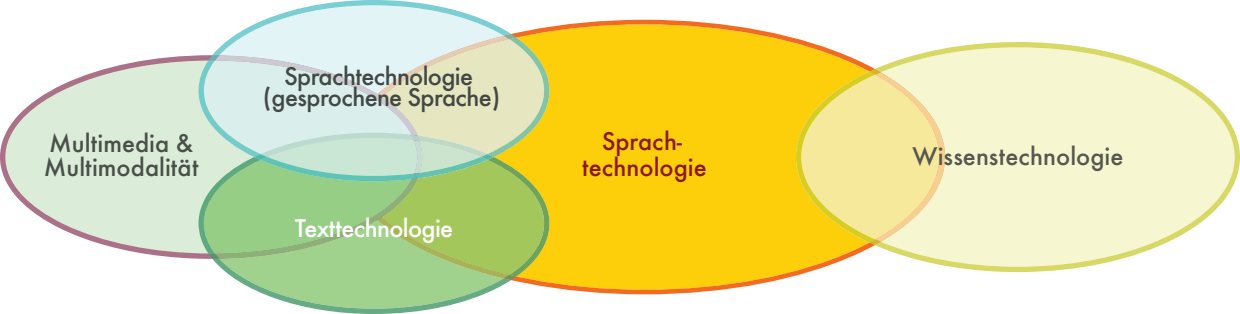 Sprachtechnologie
(gesprochene Sprache)
Multimedia &
Multimodalität
Sprach-
technologie
Wissenstechnologie
Texttechnologie